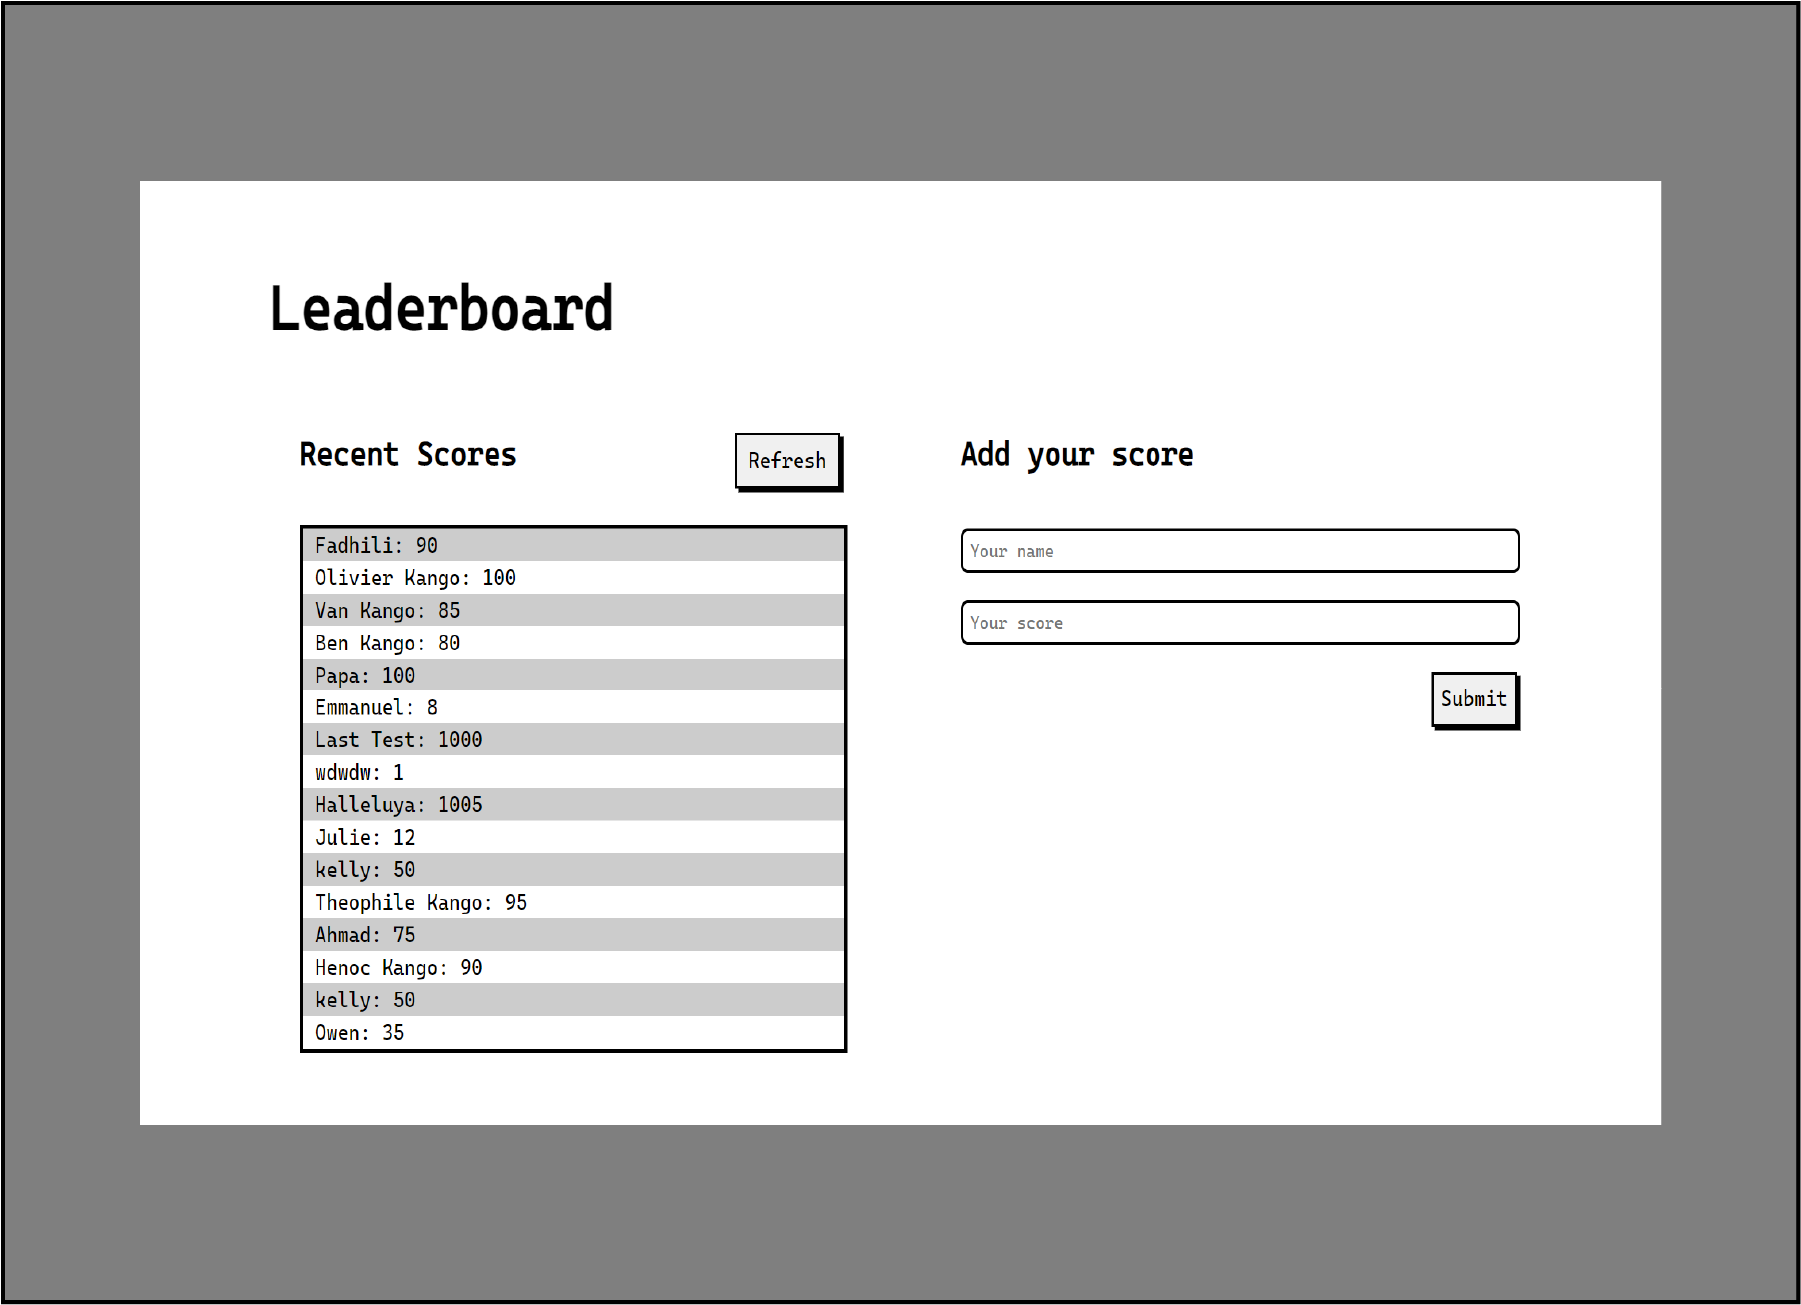 Leaderboard
Recent Scores
Refresh
Fadhili: 90
Olivier Kango: 100
Van Kango: 85
Ben Kango: 80
Papa: 100
Emmanuel: 8
Last Test: 1000
wdwdw: 1
Halleluya: 1005
Julie: 12
kelly: 50
Theophile Kango: 95
Ahmad: 75
Henoc Kango: 90
kelly: 50
Owen: 35
Add your score
Your name
Your score
Submit